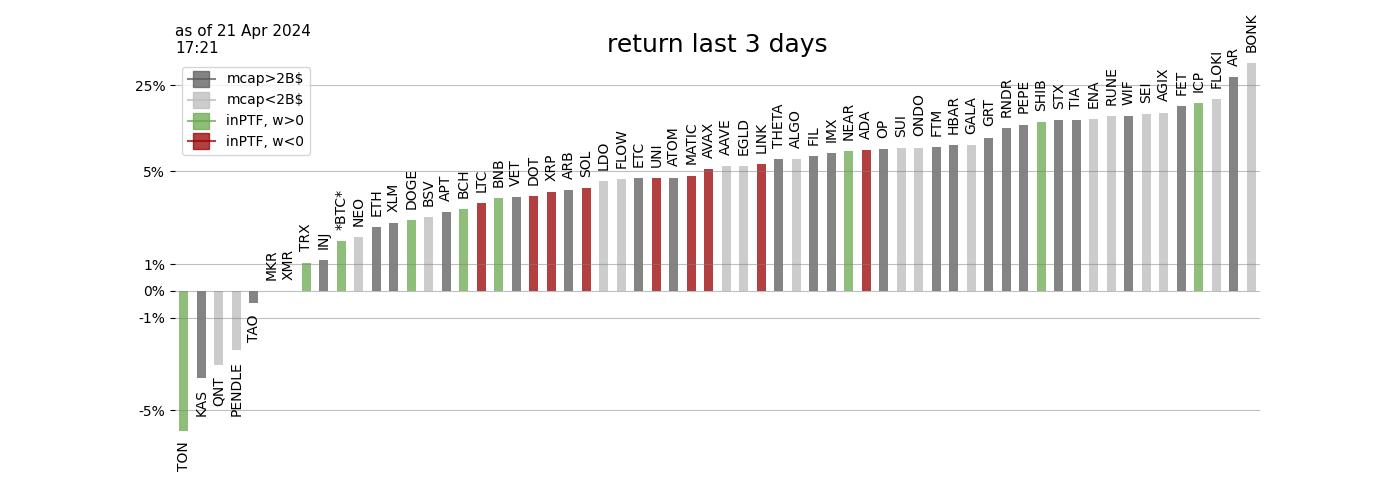 as of 21 Apr 2024
17:21
return last 3 days
mcap>2B$
mcap<2B$
inPTF, w>0
inPTF, w<0
25%
5%
1%
0%
-1%
-5%
TON
KAS
QNT
PENDLE
TAO
MKR
XMR
TRX
INJ
*BTC*
NEO
ETH
XLM
DOGE
BSV
APT
BCH
LTC
BNB
VET
DOT
XRP
ARB
SOL
LDO
FLOW
ETC
UNI
ATOM
MATIC
AVAX
AAVE
EGLD
LINK
THETA
ALGO
FIL
IMX
NEAR
ADA
OP
SUI
ONDO
FTM
HBAR
GALA
GRT
RNDR
PEPE
SHIB
STX
TIA
ENA
RUNE
WIF
SEI
AGIX
FET
ICP
FLOKI
AR
BONK